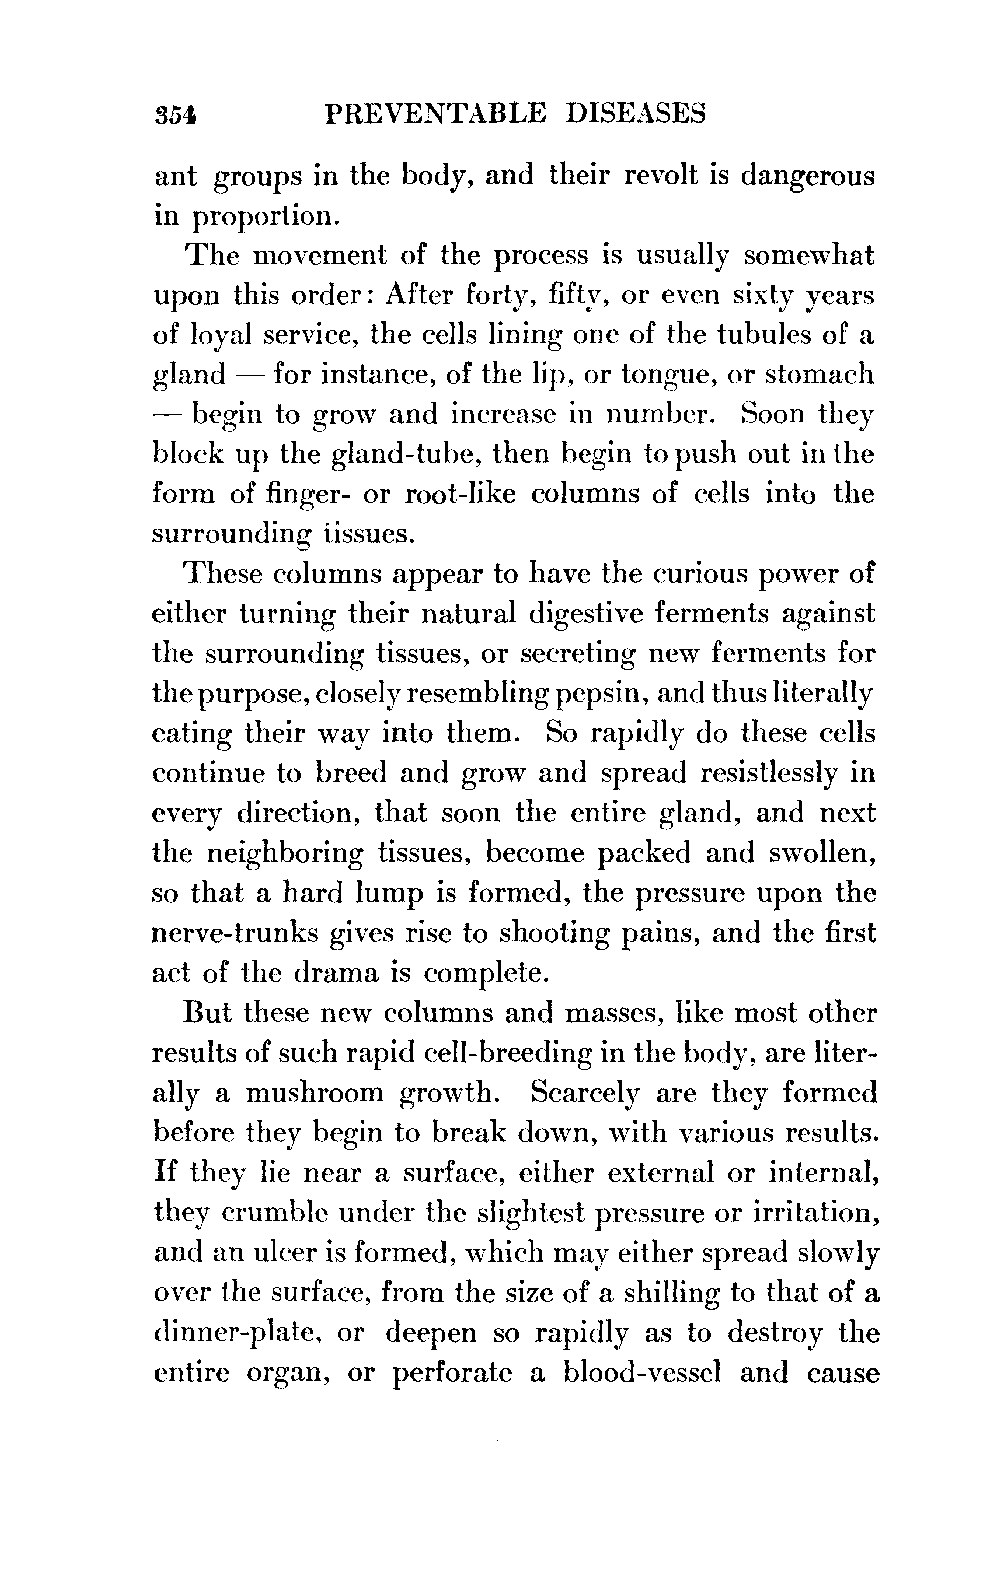 354 PREVENTABLE DISEASES
ant groups in the body, and their revolt is dangerous
in proportion.
The movement of the process is usually somewhat
upon this order: After forty, fifty, or even sixty years
of loyal service, the cells lining one of the tubules of a
gland — for instance, of the lip, or tongue, or stomach
— begin to grow and increase in number. Soon they
block up the gland-tube, then begin to push out in the
form of finger- or root-like columns of cells into the
surrounding tissues.
These columns appear to have the curious power of
either turning their natural digestive ferments against
the surrounding tissues, or secreting new ferments for
the purpose, closely resembling pepsin, and thus literally
eating their way into them. So rapidly do these cells
continue to breed and grow and spread resistlessly in
every direction, that soon the entire gland, and next
the neighboring tissues, become packed and swollen,
so that a hard lump is formed, the pressure upon the
nerve-trunks gives rise to shooting pains, and the first
act of the drama is complete.
But these new columns and masses, like most other
results of such rapid cell-breeding in the body, are liter-
ally a mushroom growth. Scarcely are they formed
before they begin to break down, with various results.
If they lie near a surface, either external or internal,
they crumble under the slightest pressure or irritation,
and an ulcer is formed, which may either spread slowly
over the surface, from the size of a shilling to that of a
dinner-plate, or deepen so rapidly as to destroy the
entire organ, or perforate a blood-vessel and cause